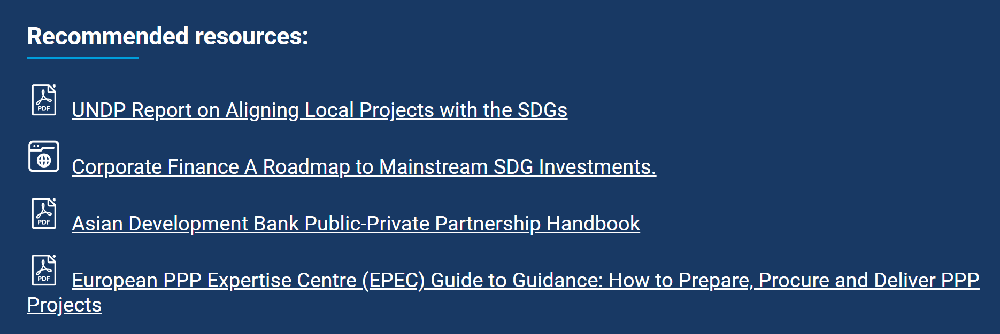 Recommended resources:
PDF
UNDP Report on Aligning Local Projects with the SDGs
Corporate Finance A Roadmap to Mainstream SDG Investments.
PDF
Asian Development Bank Public-Private Partnership Handbook
PDF
European PPP Expertise Centre (EPEC) Guide to Guidance: How to Prepare, Procure and Deliver PPP
Projects